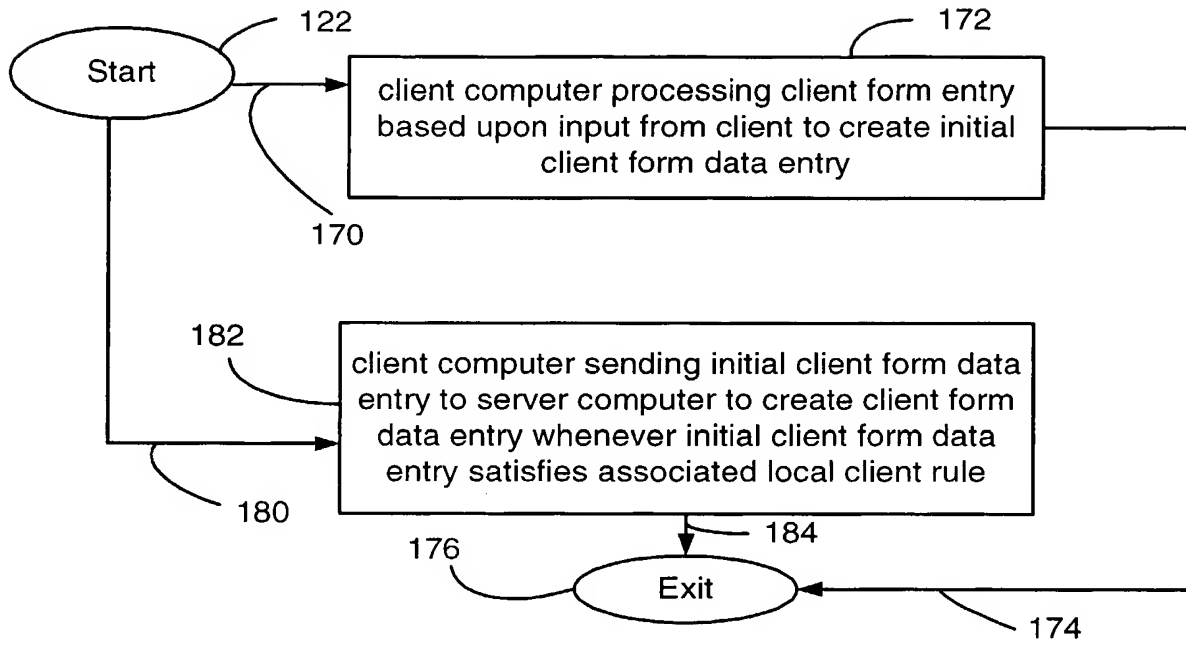 122
172
Start
client computer processing client form entry
based upon input from client to create initial
client form data entry
170
182
client computer sending initial client form data
entry to server computer to create client form
data entry whenever initial client form data
entry satisfies associated local client rule
180
184
176
Exit
174